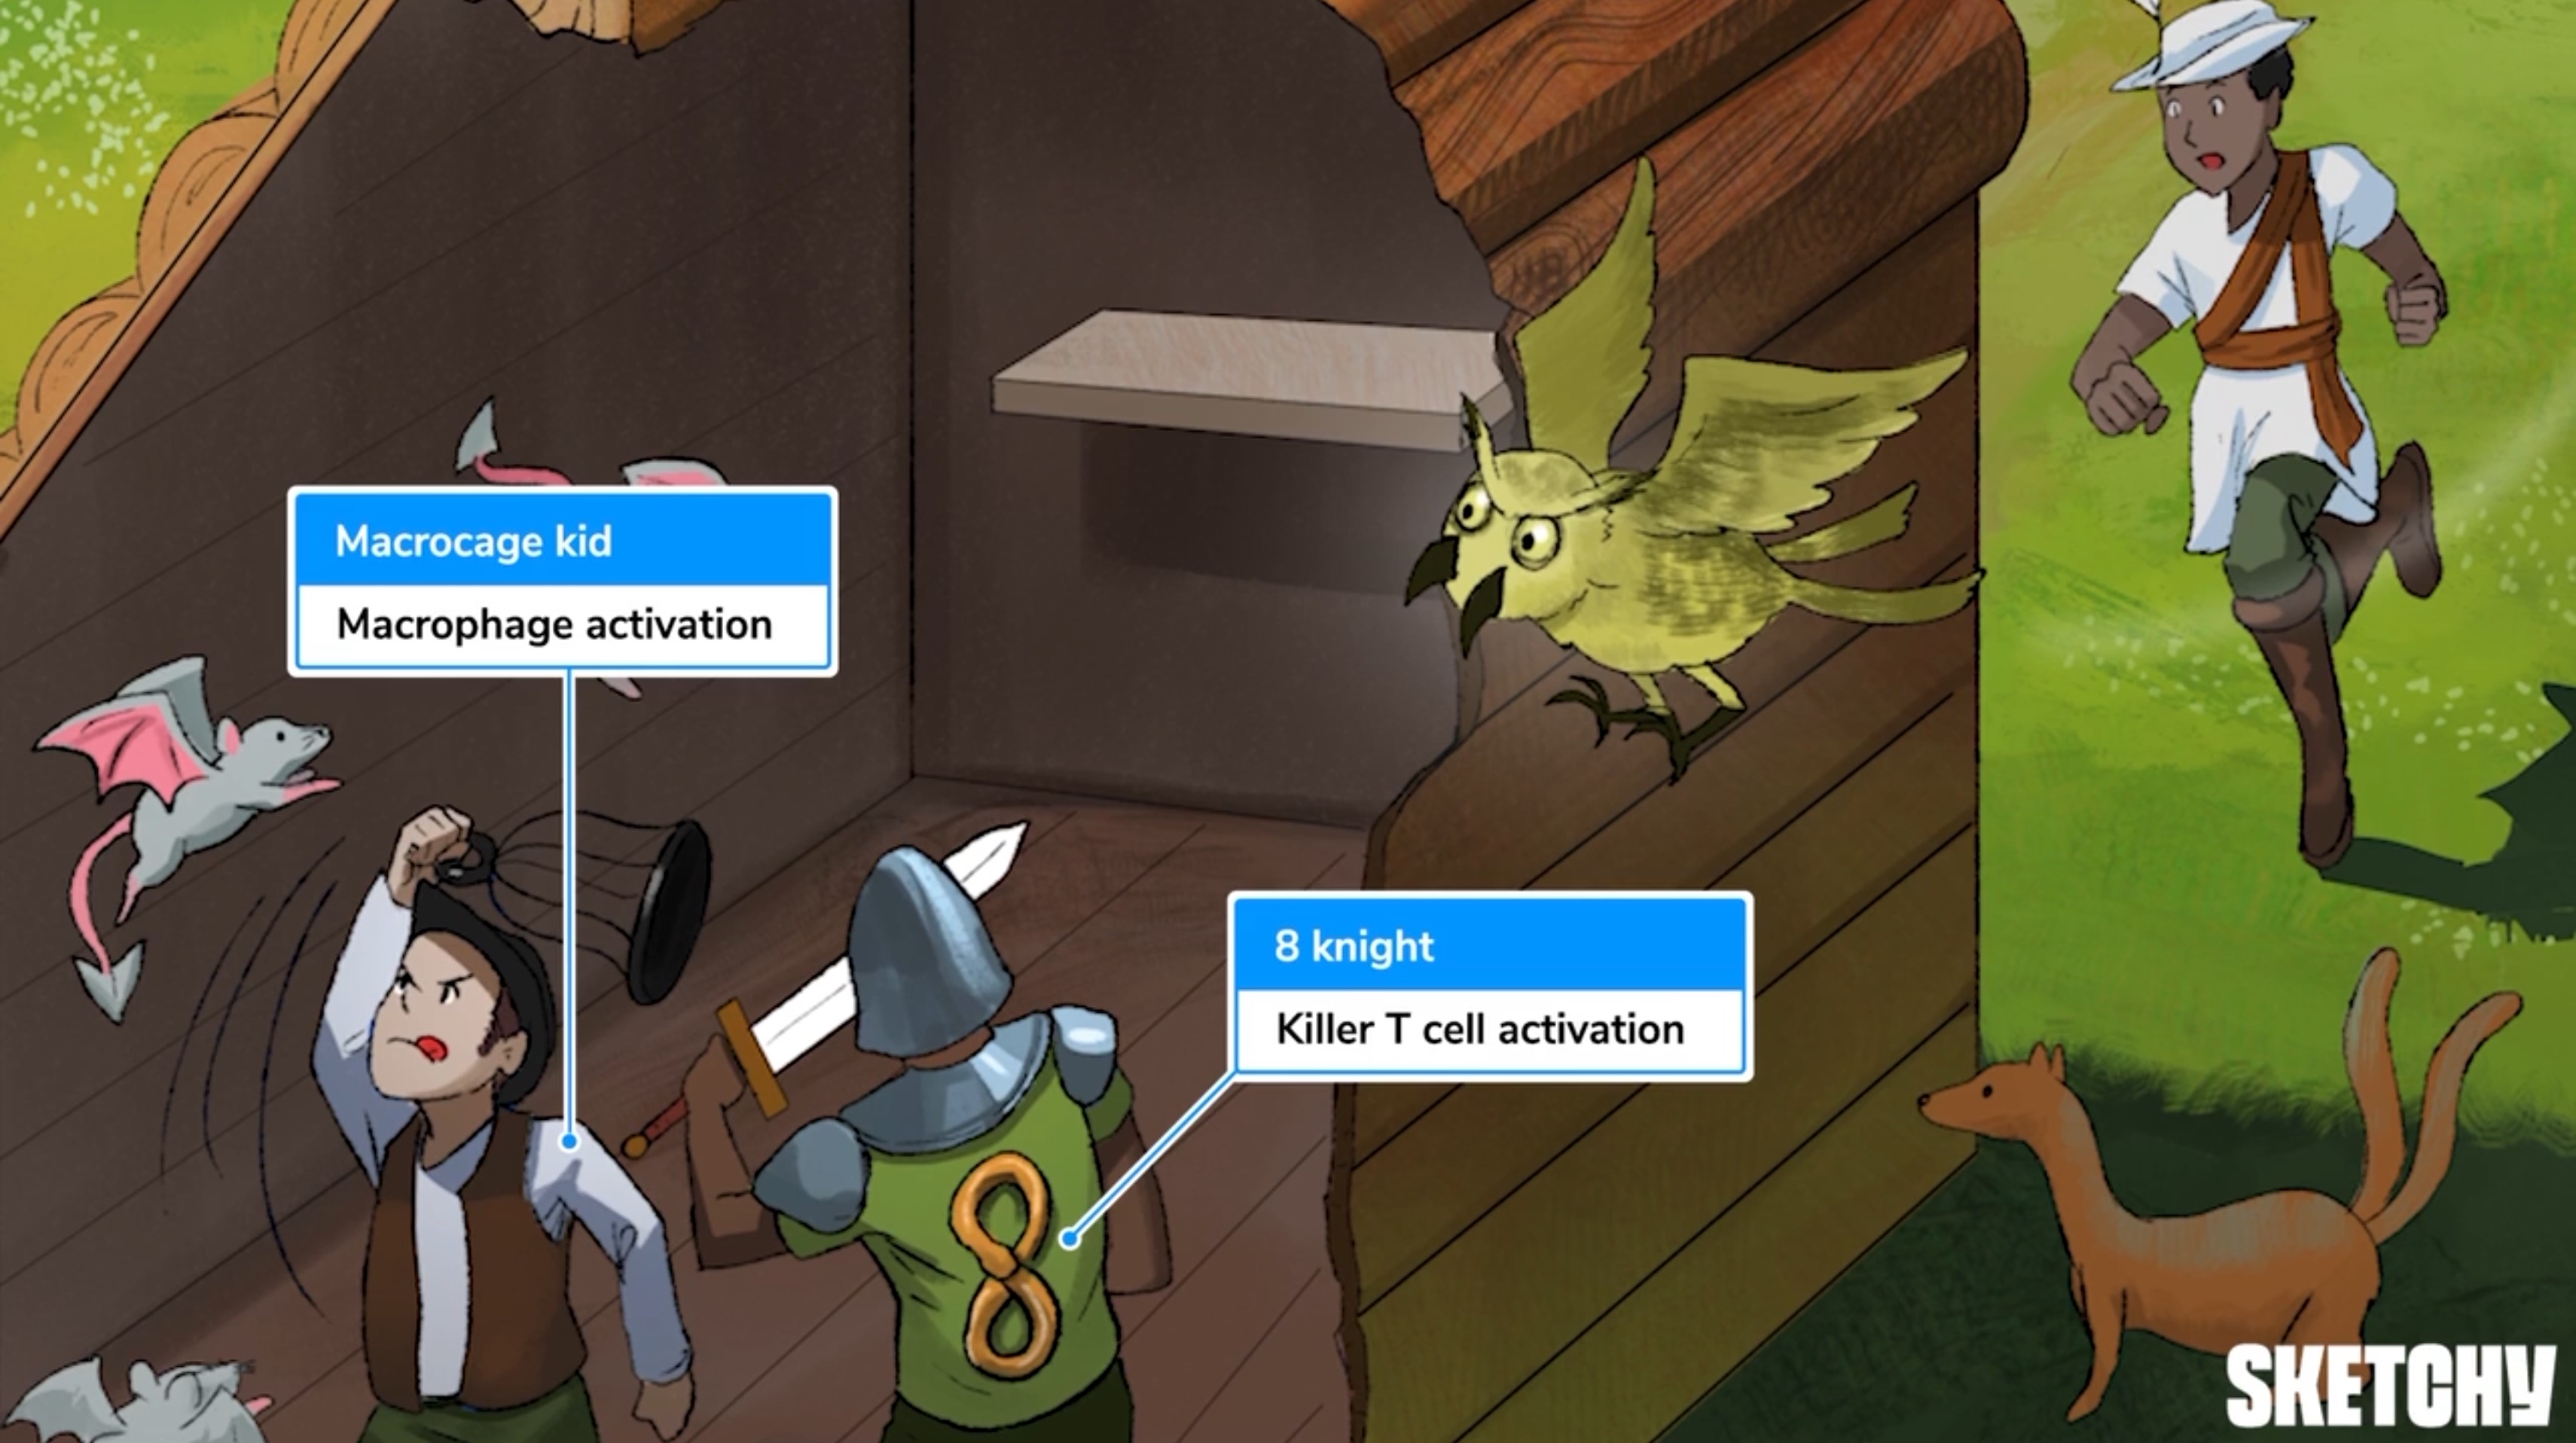 Macrocage kid
Macrophage activation
8 knight
Killer T cell activation
8
SKETCHY